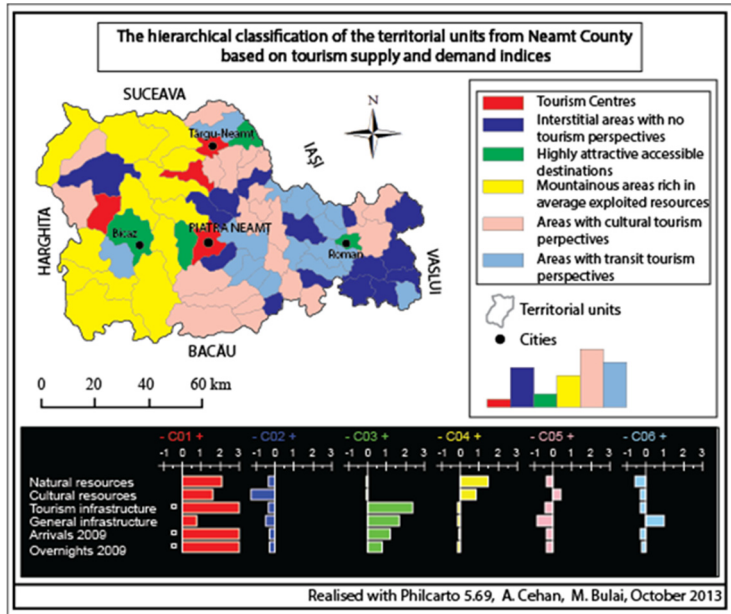 The hierarchical classification of the territorial units from Neamt County
based on tourism supply and demand indices
SUCEAVA
N
Târgu-Neamt
IAȘI
HARGHITA
Bicaz
PIATRA NEAMT
Roman
VASLUI
BACĂU
0 20 40 60 km
Tourism Centres
Interstitial areas with no
tourism perspectives
Highly attractive accessible
destinations
Mountainous areas rich in
average exploited resources
Areas with cultural tourism
perpectives
Areas with transit tourism
perspectives
Territorial units
Cities
- C01 + - C02 + - C03 + - C04 + - C05 + - C06 +
-1 0 1 2 3 -1 0 1 2 3 -1 0 1 2 3 -1 0 1 2 3 -1 0 1 2 3 -1 0 1 2 3
Natural resources
Cultural resources
Tourism infrastructure
General infrastructure
Arrivals 2009
Overnights 2009
Realised with Philcarto 5.69, A. Cehan, M. Bulai, October 2013